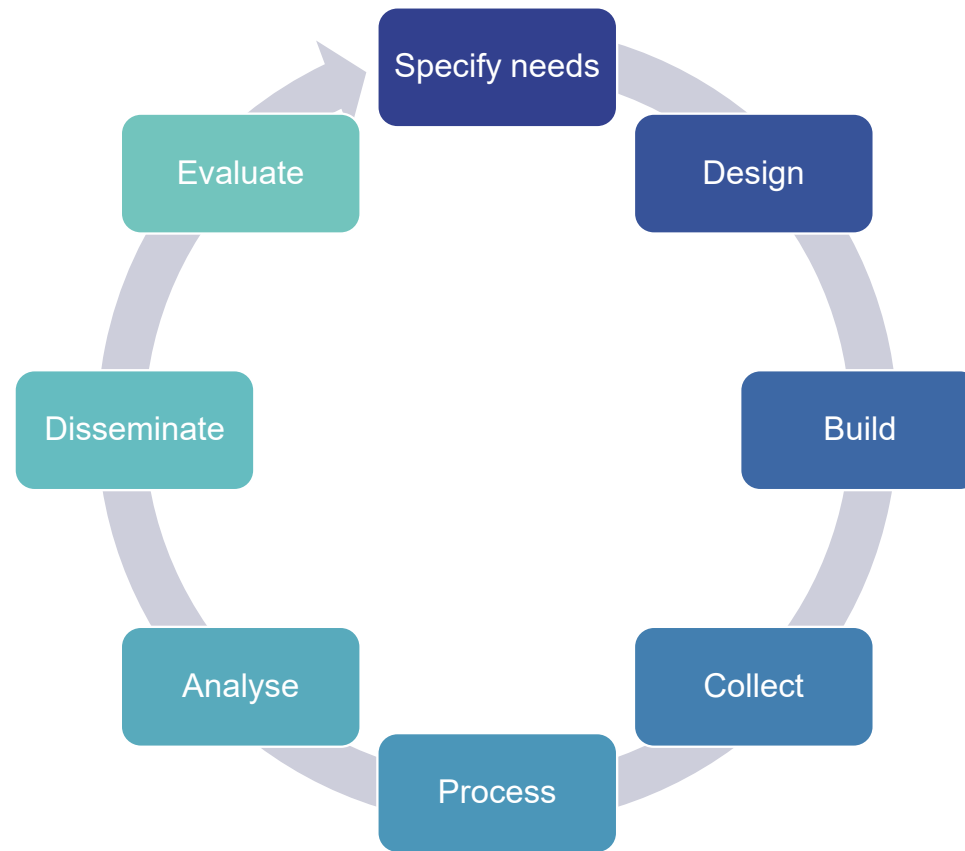 Specify needs
Design
Build
Collect
Process
Analyse
Disseminate
Evaluate